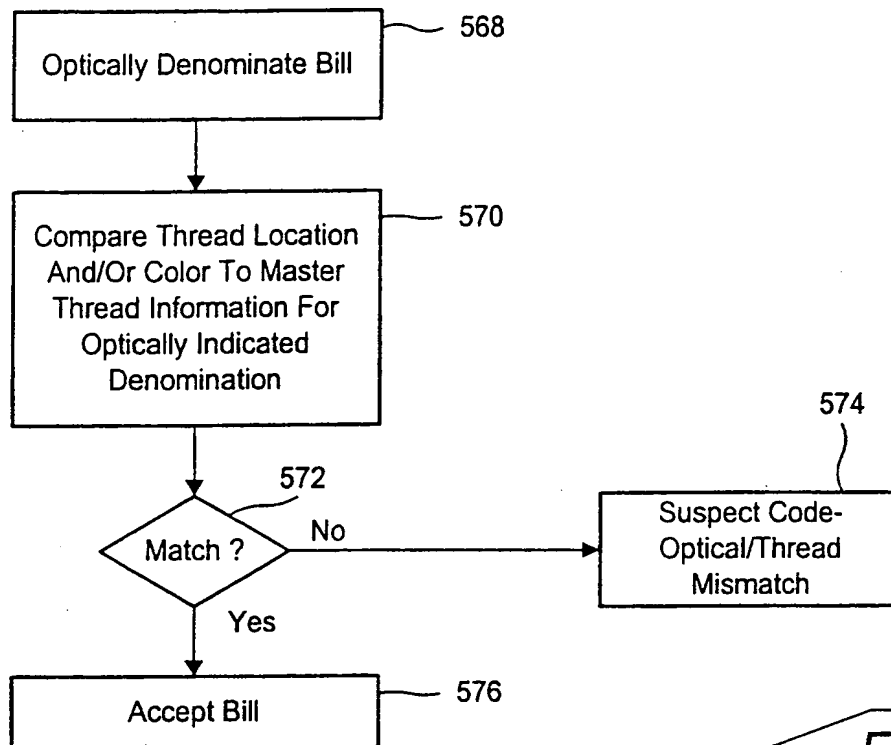 568
Optically Denominate Bill
570
Compare Thread Location
And/Or Color To Master
Thread Information For
Optically Indicated
Denomination
574
572
Match ?
No
Suspect Code-
Optical/Thread
Mismatch
Yes
576
Accept Bill